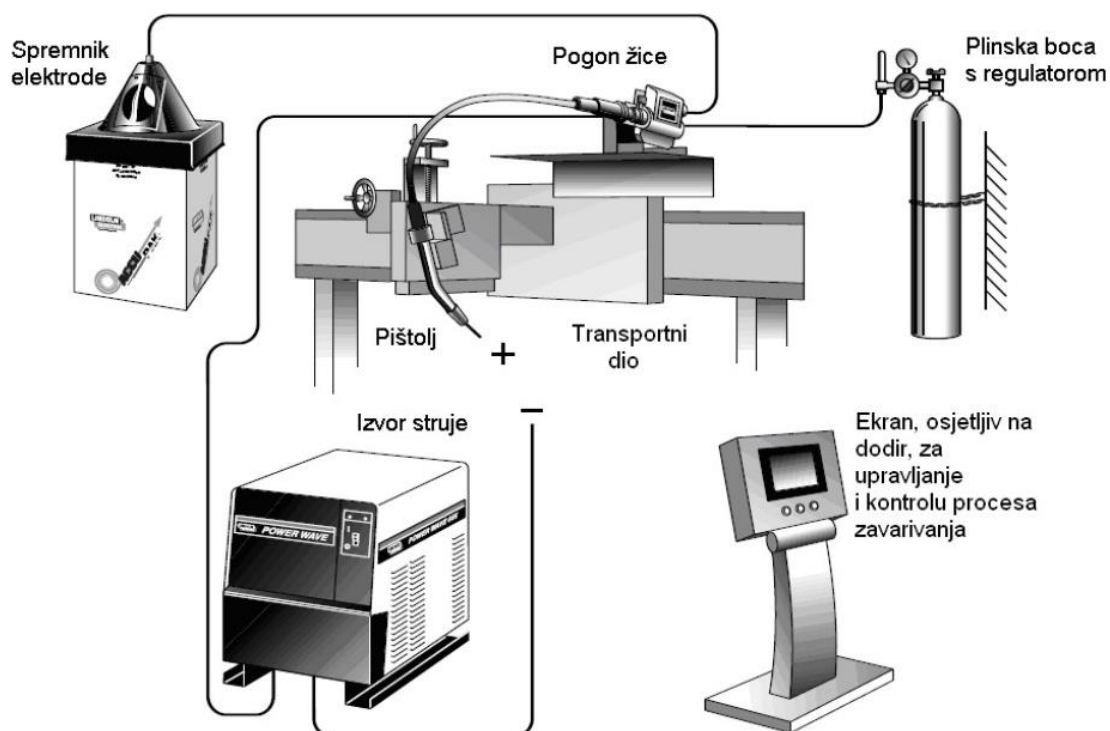 Spremnik
elektrode
Pogon žice
Plinska boca
s regulatorom
Pištolj
+
Transportni
dio
−
Izvor struje
POWER WAVE
POWER WAVE
Ekran, osjetljiv na
dodir, za
upravljanje
i kontrolu procesa
zavarivanja